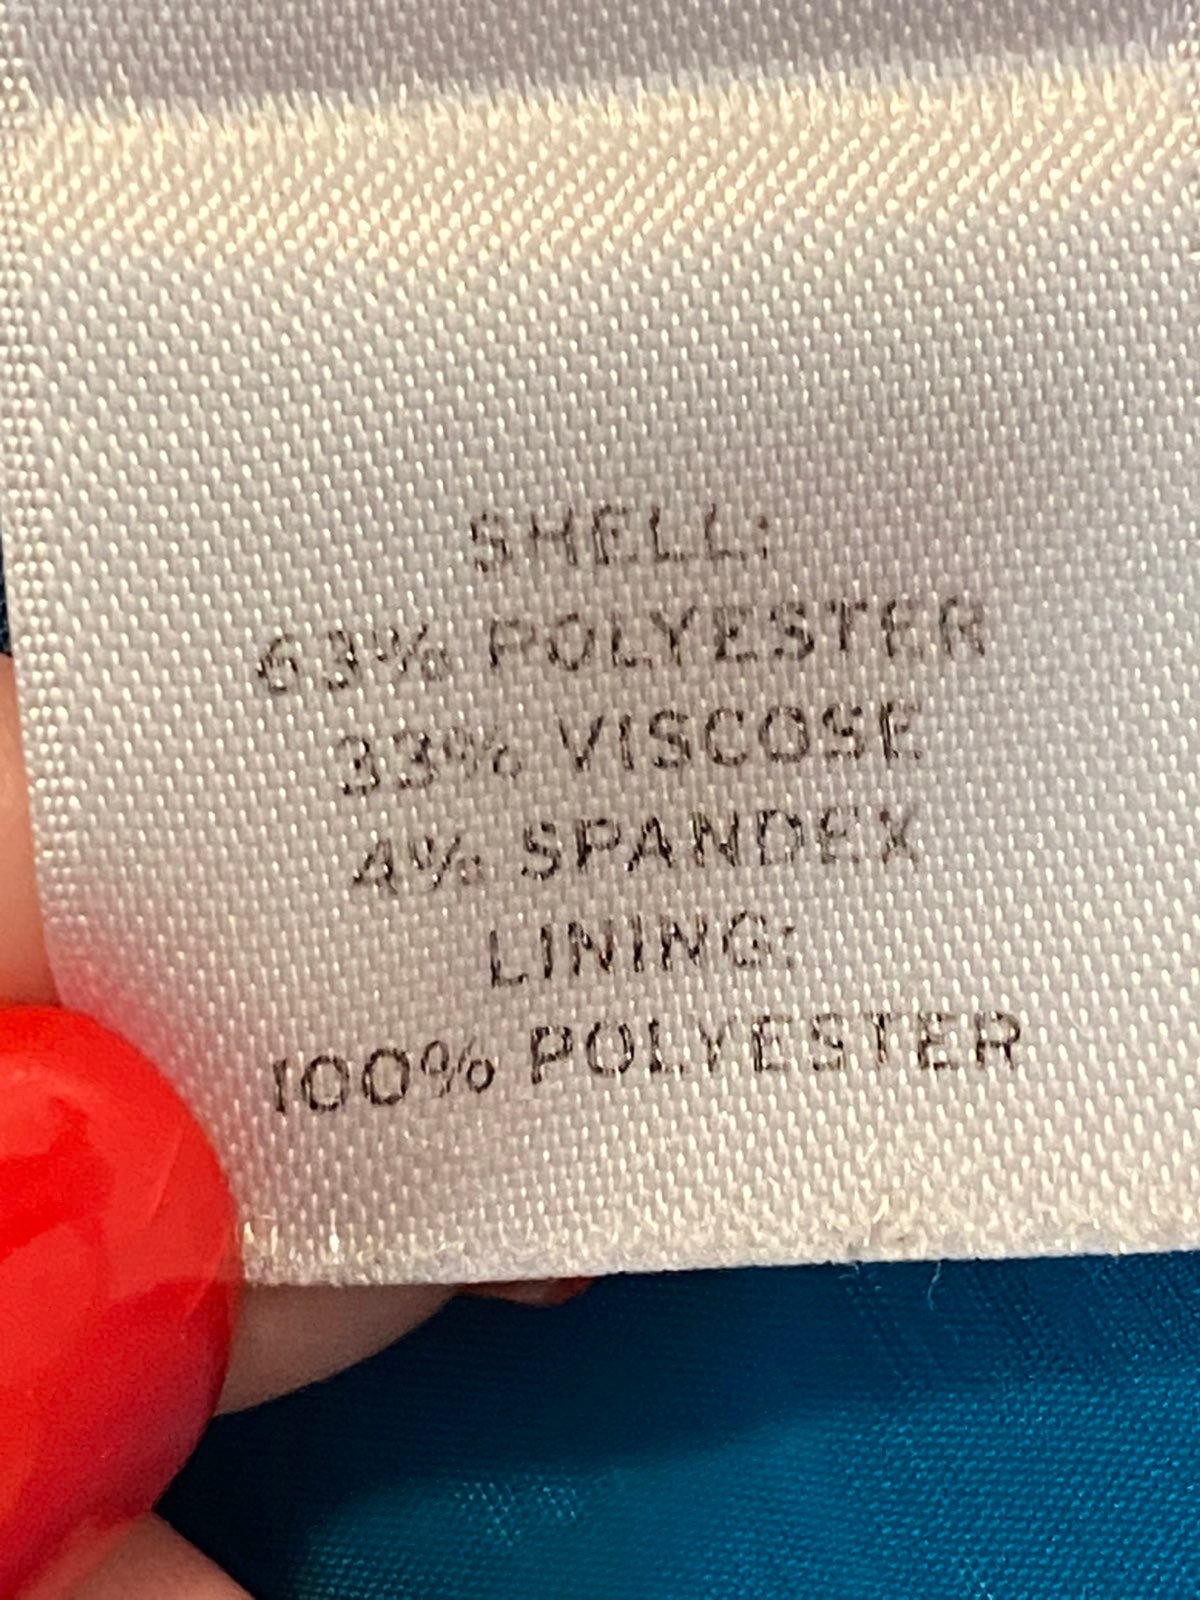 SHELL:
63% POLYESTER
33% VISCOSE
4% SPANDEX
LINING:
100% POLYESTER